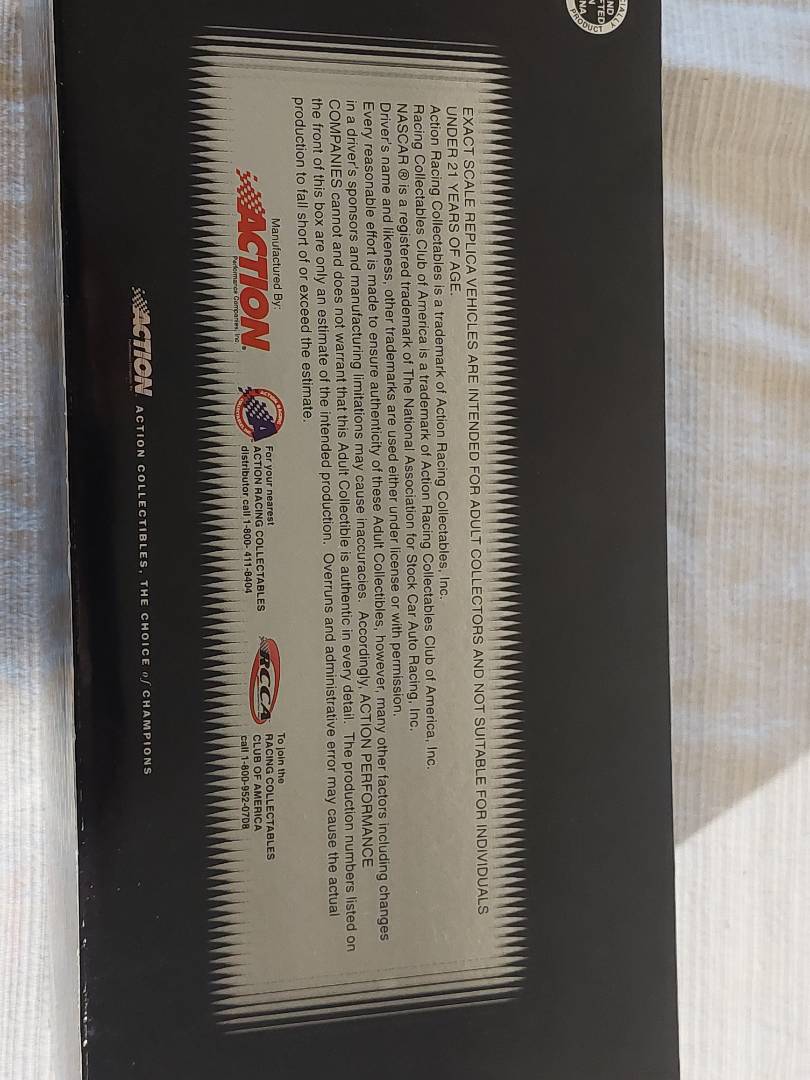 IALLY
ND
FTED
N
NA
PRODUCT
EXACT SCALE REPLICA VEHICLES ARE INTENDED FOR ADULT COLLECTORS AND NOT SUITABLE FOR INDIVIDUALS
UNDER 21 YEARS OF AGE.
Action Racing Collectables is a trademark of Action Racing Collectables, Inc.
Racing Collectables Club of America is a trademark of Action Racing Collectables Club of America, Inc.
NASCAR ® is a registered trademark of The National Association for Stock Car Auto Racing, Inc.
Driver's name and likeness, other trademarks are used either under license or with permission.
Every reasonable effort is made to ensure authenticity of these Adult Collectibles, however, many other factors including changes
in a driver's sponsors and manufacturing limitations may cause inaccuracies. Accordingly, ACTION PERFORMANCE
COMPANIES cannot and does not warrant that this Adult Collectible is authentic in every detail. The production numbers listed on
the front of this box are only an estimate of the intended production. Overruns and administrative error may cause the actual
production to fall short of or exceed the estimate.
Manufactured By:
ACTION®
Performance Companies, Inc.
For your nearest
ACTION RACING COLLECTABLES
distributor call 1-800- 411-8404
RCCA
To join the
RACING COLLECTABLES
CLUB OF AMERICA
call 1-800-952-0708
ACTION ACTION COLLECTIBLES, THE CHOICE of CHAMPIONS